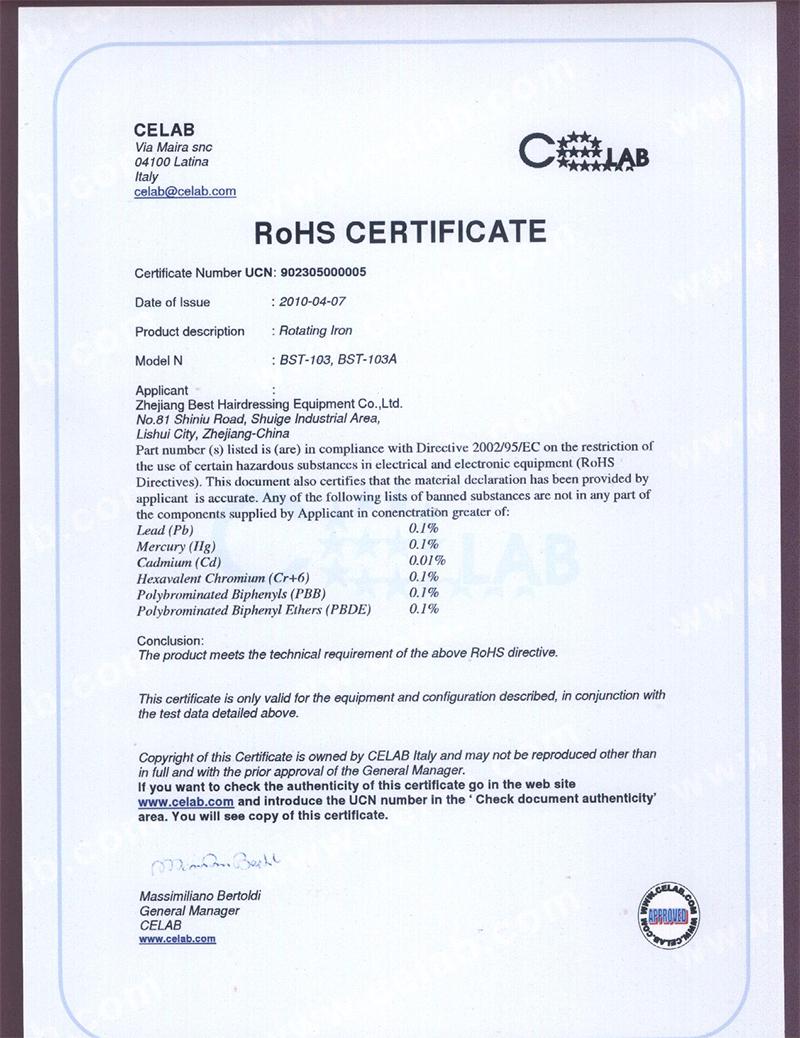 CELAB
Via Maira snc
04100 Latina
Italy
celab@celab.com
C LAB
RoHS CERTIFICATE
Certificate Number UCN: 902305000005
Date of Issue : 2010-04-07
Product description : Rotating Iron
Model N : BST-103, BST-103A
Applicant :
Zhejiang Best Hairdressing Equipment Co.,Ltd.
No.81 Shiniu Road, Shuige Industrial Area,
Lishui City, Zhejiang-China
Part number (s) listed is (are) in compliance with Directive 2002/95/EC on the restriction of
the use of certain hazardous substances in electrical and electronic equipment (RoHS
Directives). This document also certifies that the material declaration has been provided by
applicant is accurate. Any of the following lists of banned substances are not in any part of
the components supplied by Applicant in conenctration greater of:
Lead (Pb) 0.1%
Mercury (Hg) 0.1%
Cadmium (Cd) 0.01%
Hexavalent Chromium (Cr+6) 0.1%
Polybrominated Biphenyls (PBB) 0.1%
Polybrominated Biphenyl Ethers (PBDE) 0.1%
Conclusion:
The product meets the technical requirement of the above RoHS directive.
This certificate is only valid for the equipment and configuration described, in conjunction with
the test data detailed above.
Copyright of this Certificate is owned by CELAB Italy and may not be reproduced other than
in full and with the prior approval of the General Manager.
If you want to check the authenticity of this certificate go in the web site
www.celab.com and introduce the UCN number in the ‘ Check document authenticity’
area. You will see copy of this certificate.
Massimiliano Bertoldi
General Manager
CELAB
www.celab.com
WWW.CELAB.COM WWW.CELAB.COM
APPROVED